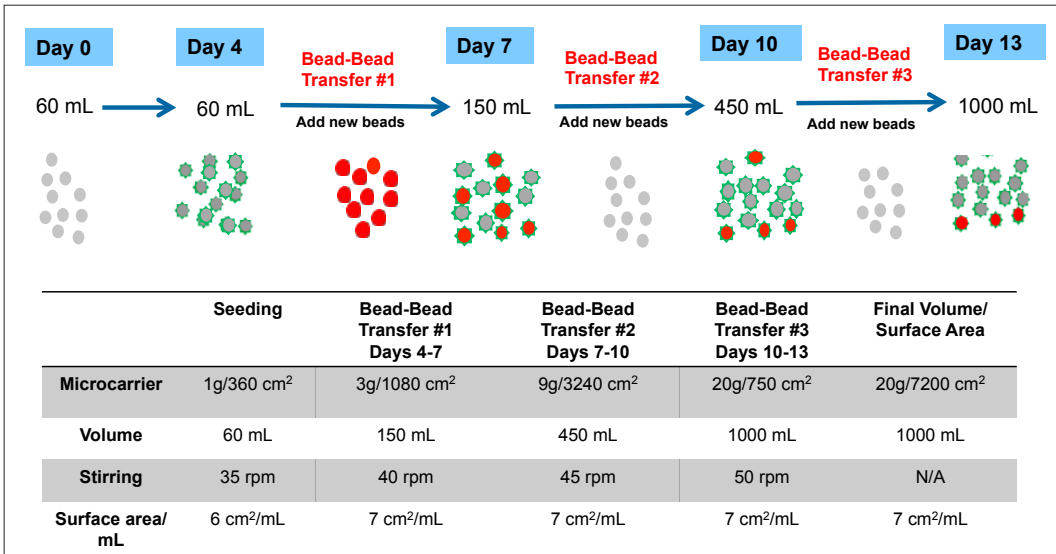 Day 0
Day 4
Bead-Bead
Transfer #1
Day 7
Bead-Bead
Transfer #2
Day 10
Bead-Bead
Transfer #3
Day 13
60 mL
60 mL
Add new beads
150 mL
Add new beads
450 mL
Add new beads
1000 mL
Seeding
Bead-Bead
Transfer #1
Days 4-7
Bead-Bead
Transfer #2
Days 7-10
Bead-Bead
Transfer #3
Days 10-13
Final Volume/
Surface Area
Microcarrier 1g/360 cm² 3g/1080 cm² 9g/3240 cm² 20g/750 cm² 20g/7200 cm²
Volume 60 mL 150 mL 450 mL 1000 mL 1000 mL
Stirring 35 rpm 40 rpm 45 rpm 50 rpm N/A
Surface area/
mL 6 cm²/mL 7 cm²/mL 7 cm²/mL 7 cm²/mL 7 cm²/mL